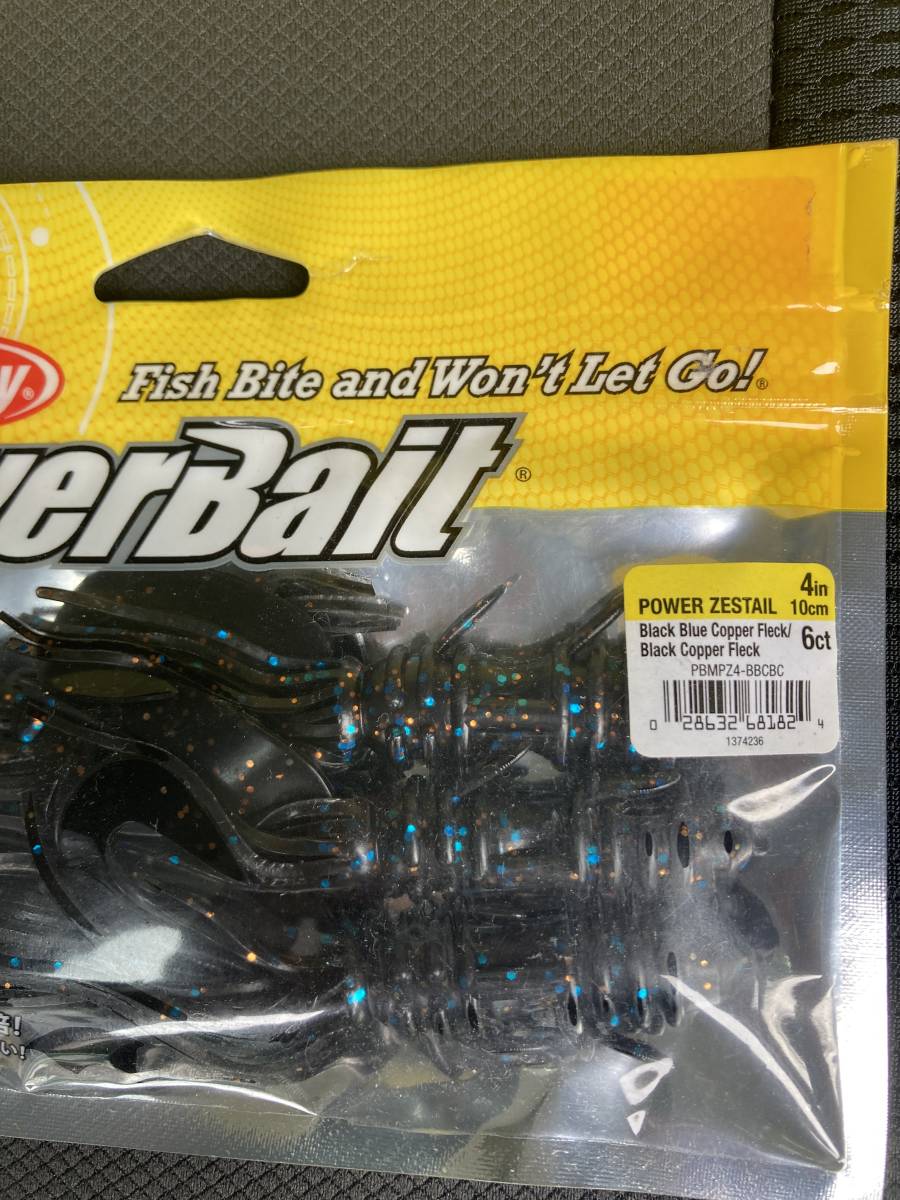 Fish Bite and Won't Let Go!®
y®
erBait®
4in
POWER ZESTAIL 10cm
Black Blue Copper Fleck/
Black Copper Fleck 6ct
PBMPZ4-BBCBC
0 28632 68182 4
1374236
い!